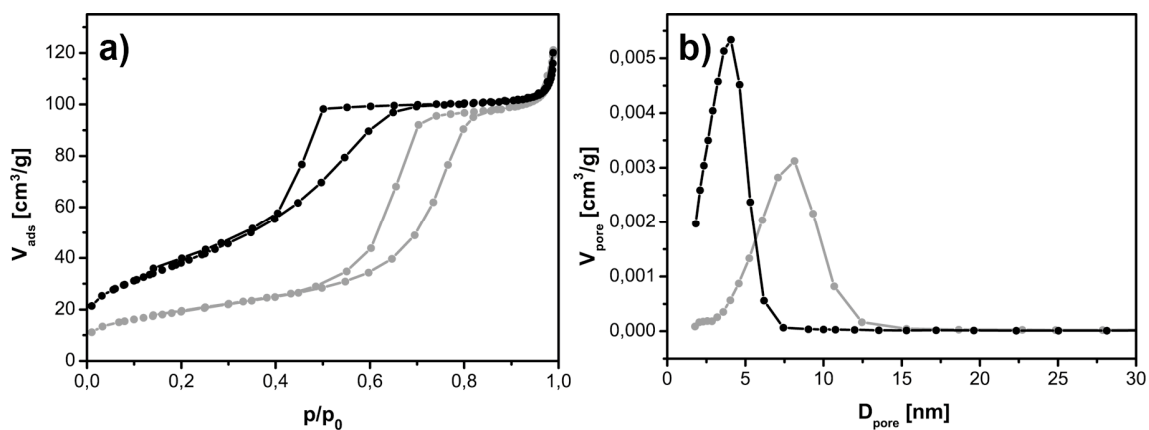 a)
120
100
80
60
40
20
0
V_ads [cm³/g]
0,0 0,2 0,4 0,6 0,8 1,0
p/p₀
b)
0,005
0,004
0,003
0,002
0,001
0,000
V_pore [cm³/g]
0 5 10 15 20 25 30
D_pore [nm]